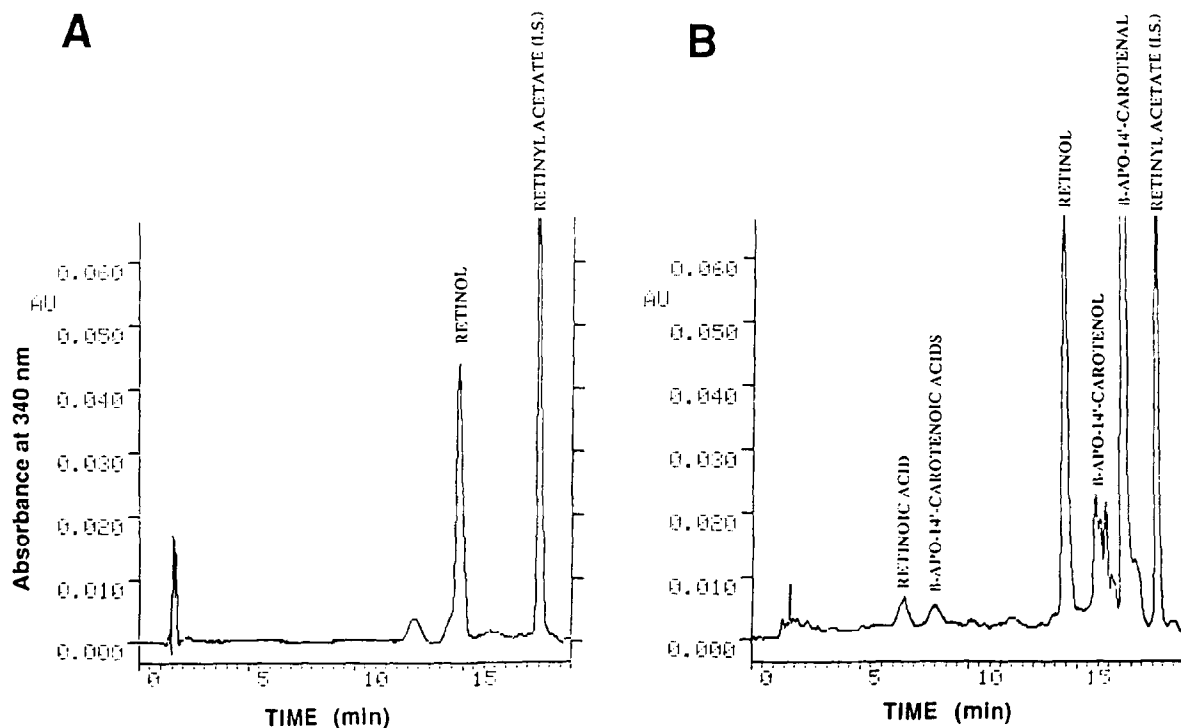 A
RETINYL ACETATE (I.S.)
RETINOL
0.060
AU
0.050
0.040
0.030
0.020
0.010
0.000
Absorbance at 340 nm
0 5 10 15
TIME (min)
B
RETINOL
ß-APO-14'-CAROTENAL
RETINYL ACETATE (I.S.)
ß-APO-14'-CAROTENOL
RETINOIC ACID
ß-APO-14'-CAROTENOIC ACIDS
0.060
AU
0.050
0.040
0.030
0.020
0.010
0.000
0 5 10 15
TIME (min)